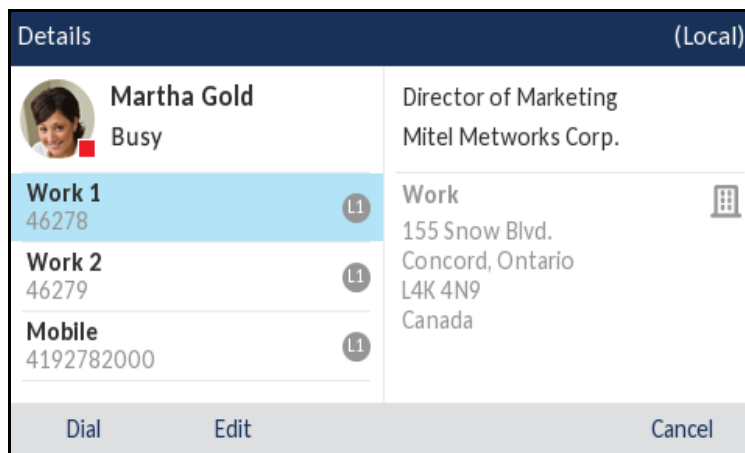 Details
(Local)
Martha Gold
Busy
Work 1
46278
L1
Work 2
46279
L1
Mobile
4192782000
L1
Director of Marketing
Mitel Metworks Corp.
Work
155 Snow Blvd.
Concord, Ontario
L4K 4N9
Canada
Dial
Edit
Cancel